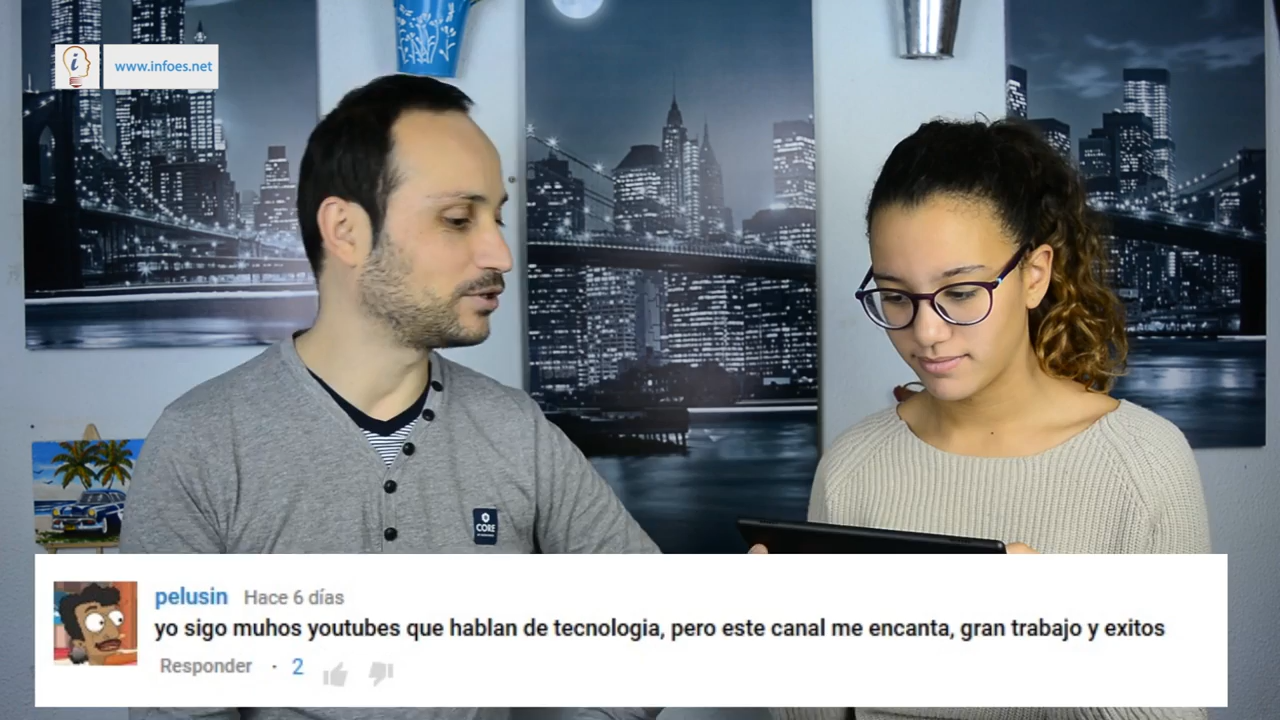 i
www.infoes.net
CORE
pelusin Hace 6 días
yo sigo muhos youtubes que hablan de tecnologia, pero este canal me encanta, gran trabajo y exitos
Responder · 2